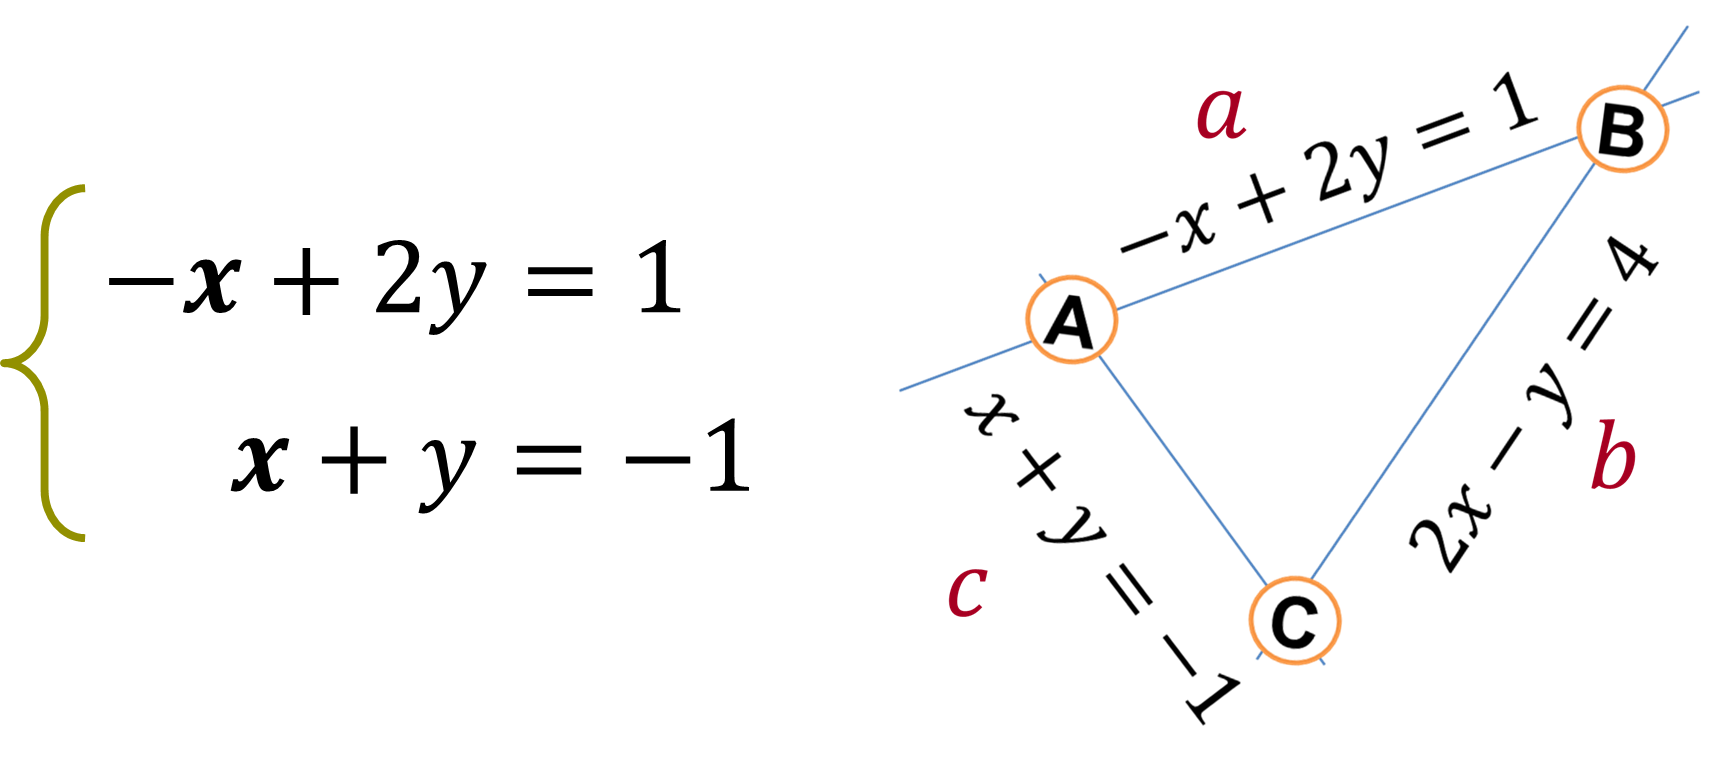 −x + 2y = 1
x + y = −1
a
−x + 2y = 1
B
A
x + y = −1
2x − y = 4
b
c
C